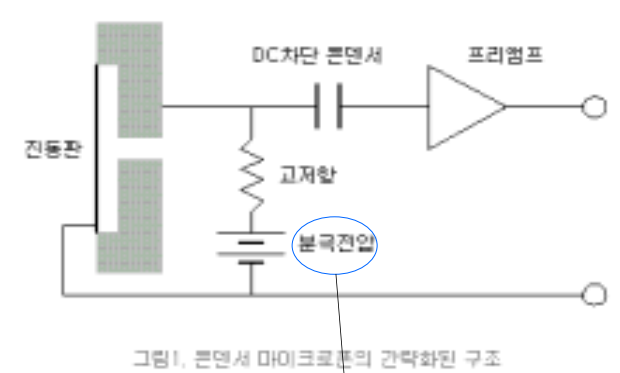 DC차단 콘덴서
프리앰프
진동판
고저항
분극전압
그림1, 콘덴서 마이크로폰의 간략화된 구조